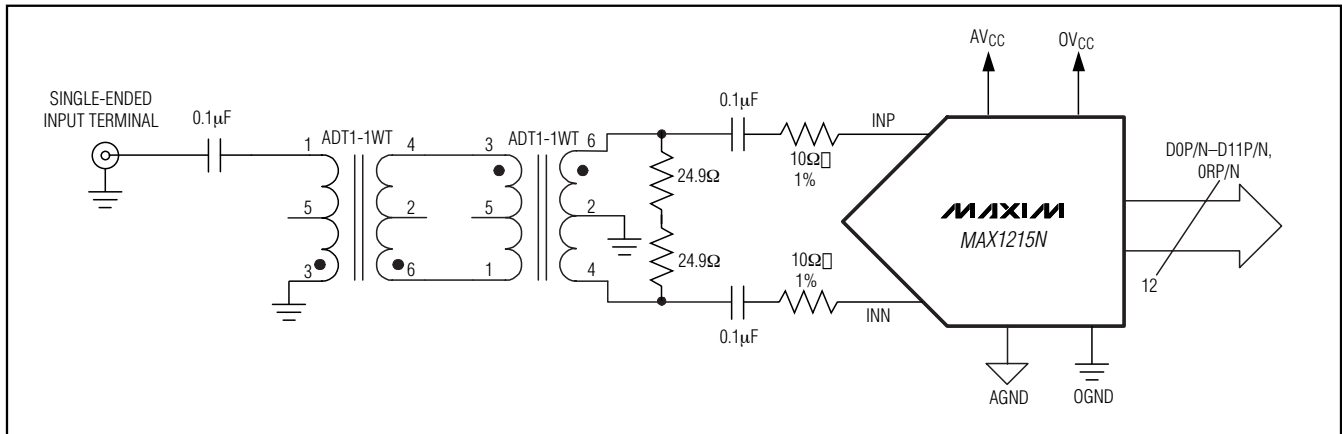 AVCC
OVCC
SINGLE-ENDED
INPUT TERMINAL
0.1μF
ADT1-1WT
ADT1-1WT
0.1μF
INP
1
4
3
6
10Ω□
1%
24.9Ω
D0P/N–D11P/N,
0RP/N
5
2
5
2
MAXIM
MAX1215N
24.9Ω
10Ω□
1%
3
6
1
4
12
INN
0.1μF
AGND
OGND